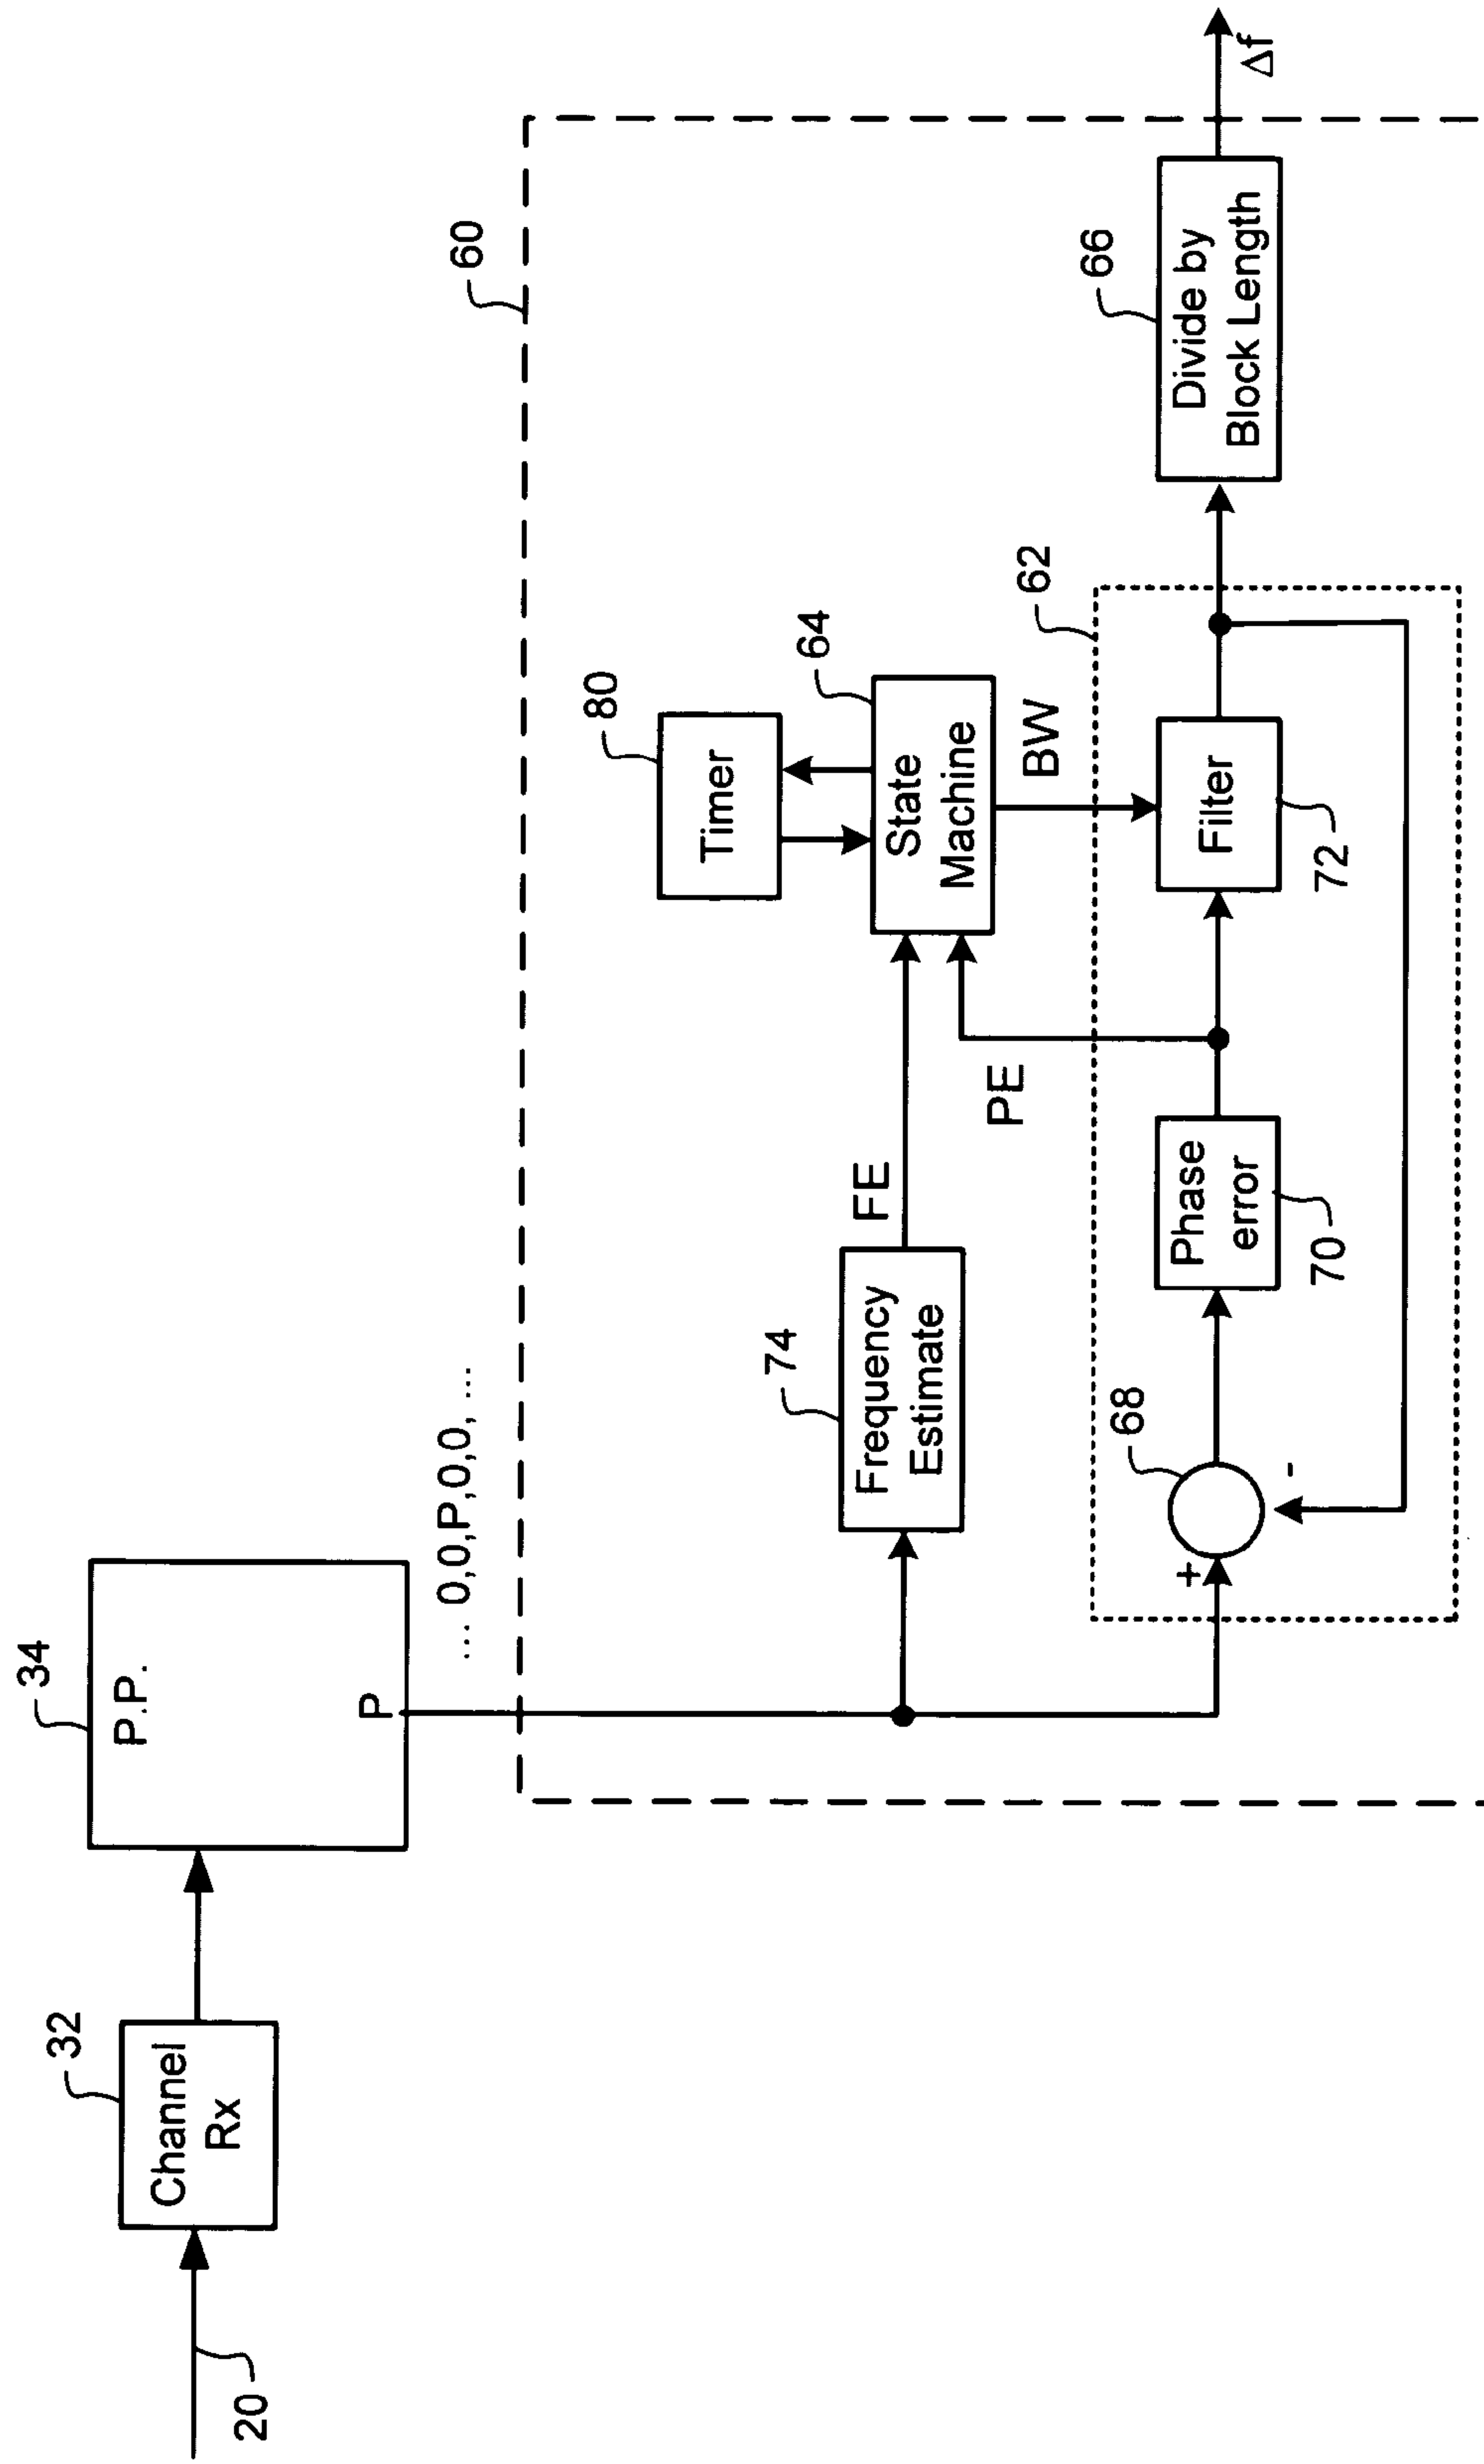 20
32
Channel
Rx
34
P.P.
P
... 0,0,P,0,0, ...
60
74
Frequency
Estimate
FE
80
Timer
64
State
Machine
PE
BW
62
68
+
-
Phase
error
70
Filter
72
66
Divide by
Block Length
Δf